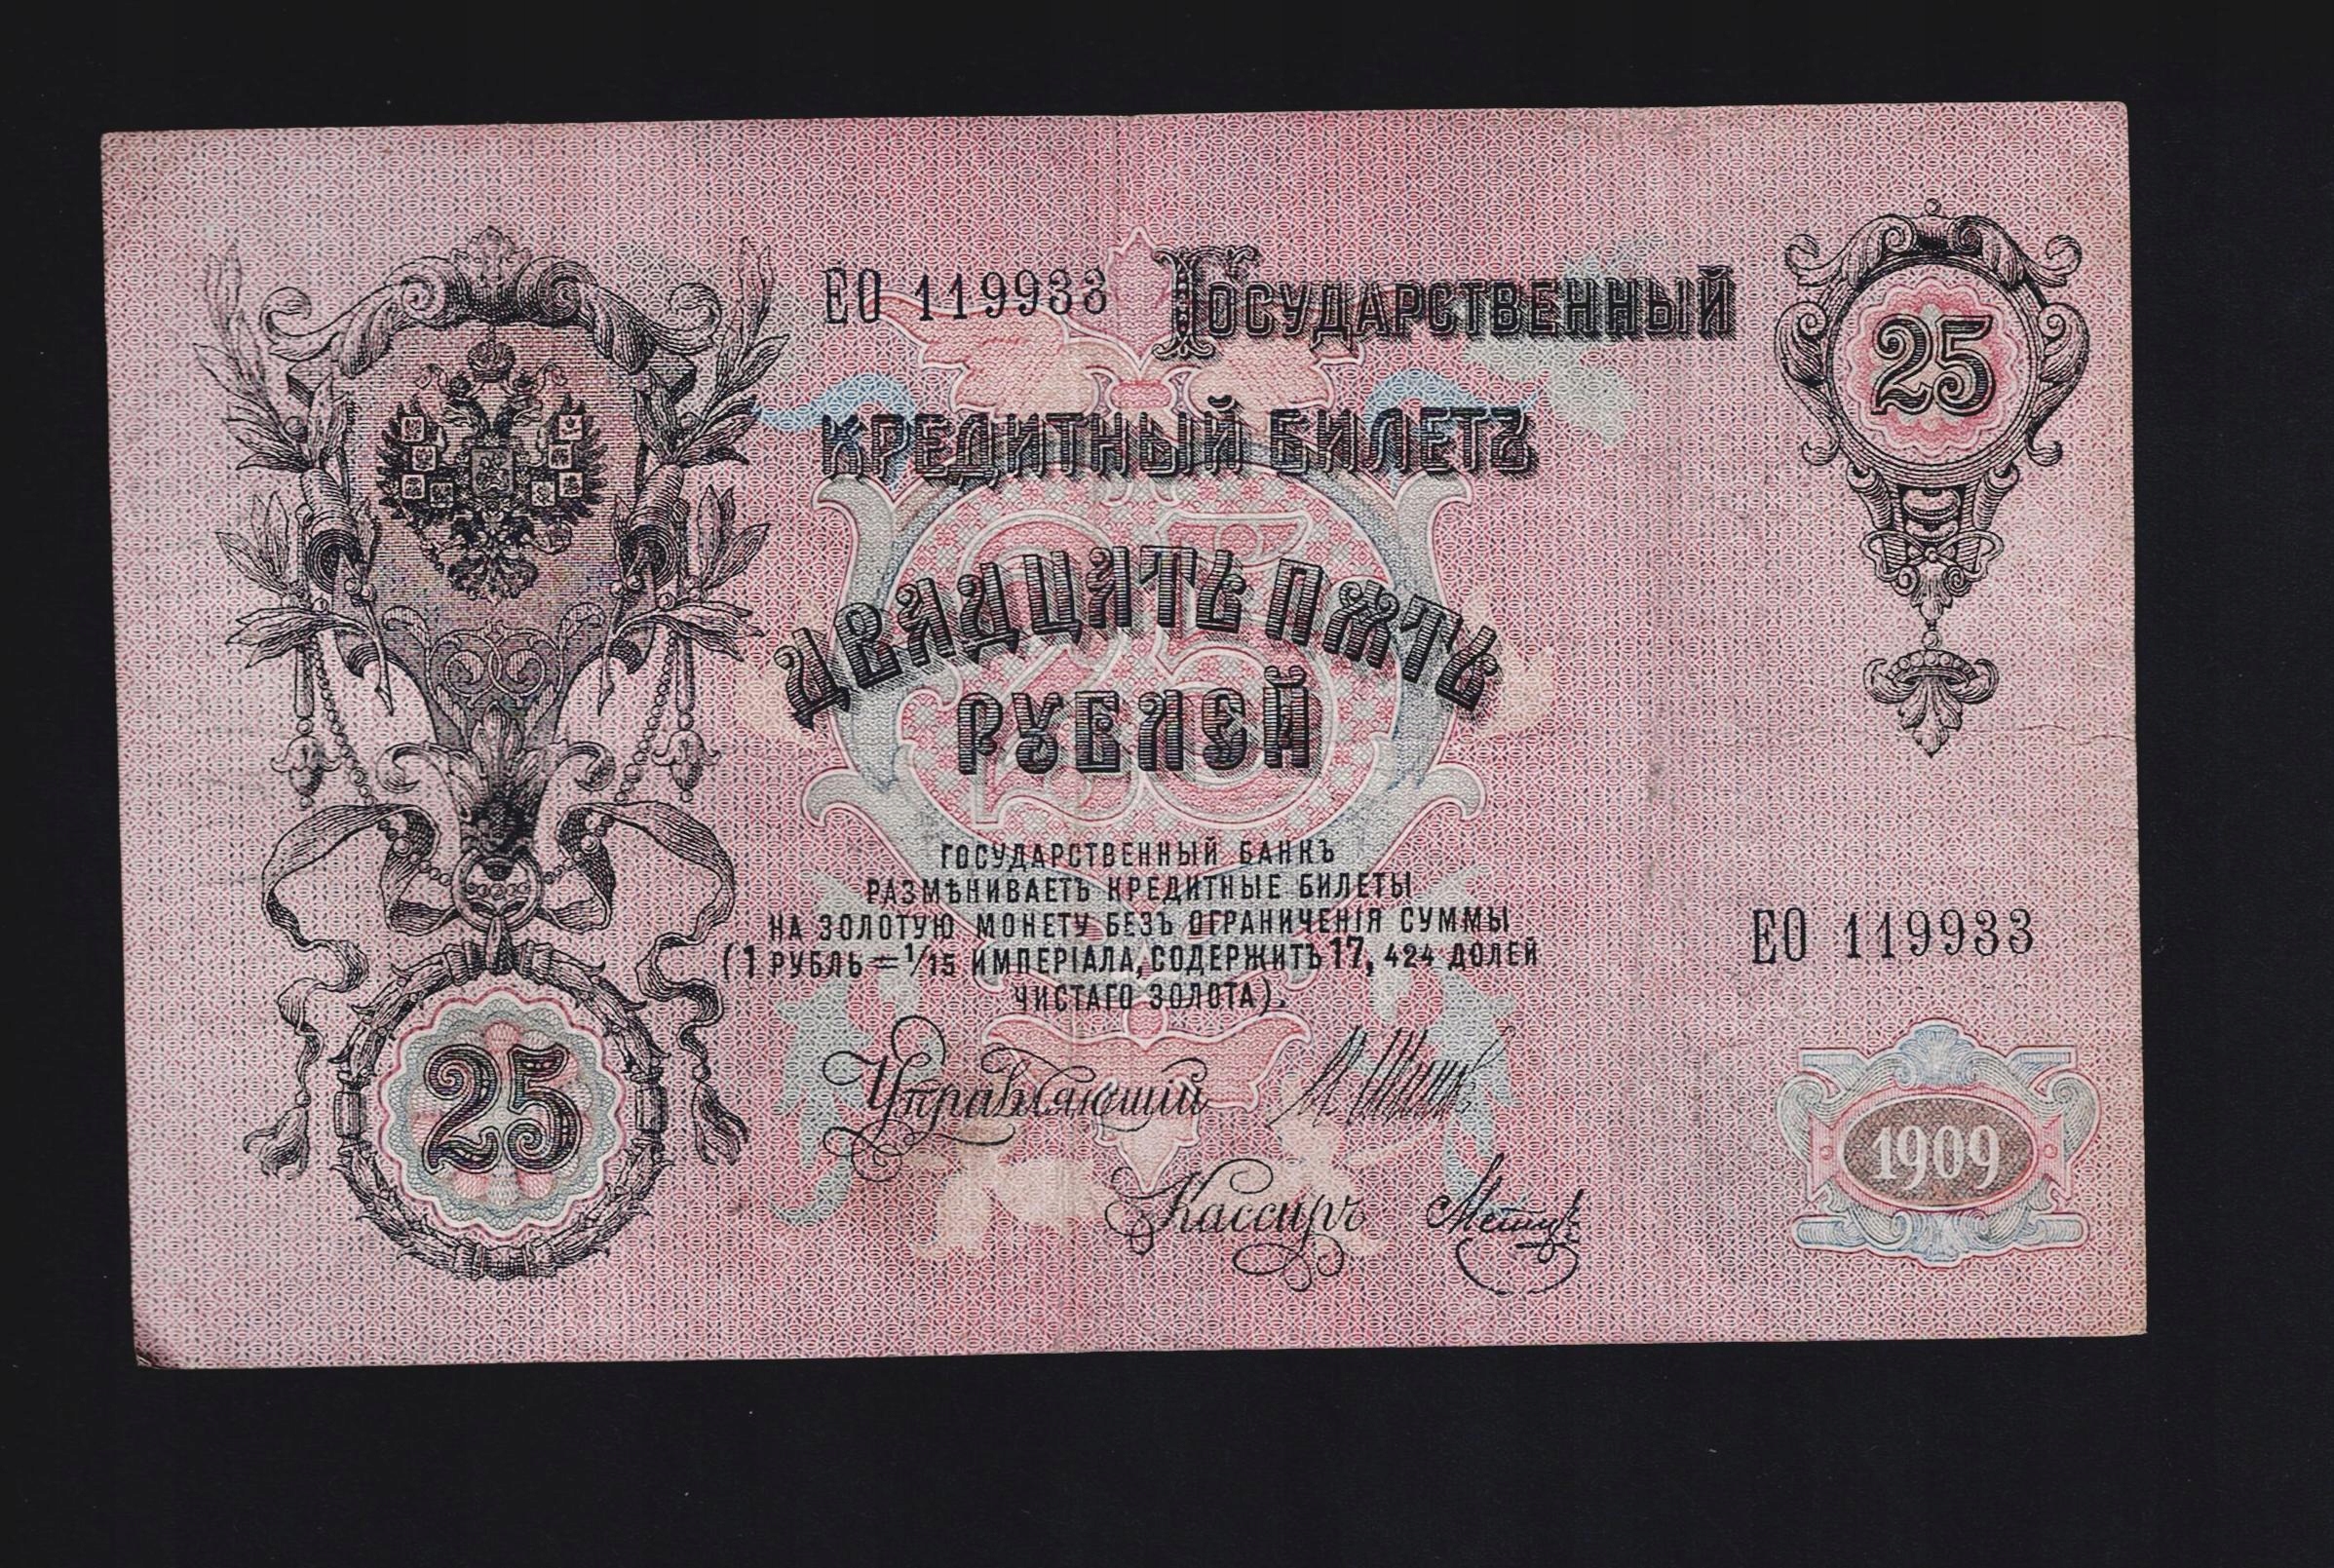 ЕО 119933
Государственный
25
кредитный билетъ
двадцать пять
рублей
государственный банкъ
размѣниваетъ кредитные билеты
на золотую монету безъ ограниченія суммы
(1 рубль = 1/15 имперіала, содержитъ 17, 424 долей
чистаго золота).
ЕО 119933
25
Управляющій
Кассиръ
1909